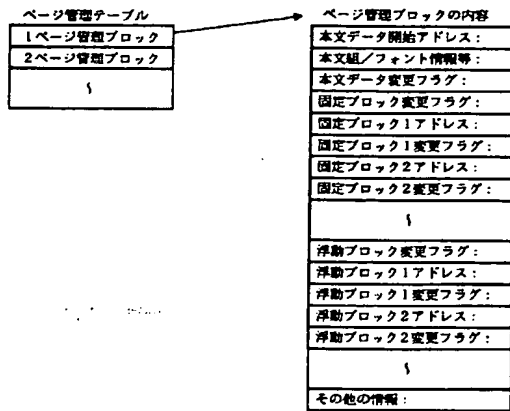 ページ管理テーブル
1ページ管理ブロック
2ページ管理ブロック
〜
ページ管理ブロックの内容
本文データ開始アドレス：
本文組／フォント情報等：
本文データ変更フラグ：
固定ブロック変更フラグ：
固定ブロック1アドレス：
固定ブロック1変更フラグ：
固定ブロック2アドレス：
固定ブロック2変更フラグ：
〜
浮動ブロック変更フラグ：
浮動ブロック1アドレス：
浮動ブロック1変更フラグ：
浮動ブロック2アドレス：
浮動ブロック2変更フラグ：
〜
その他の情報：